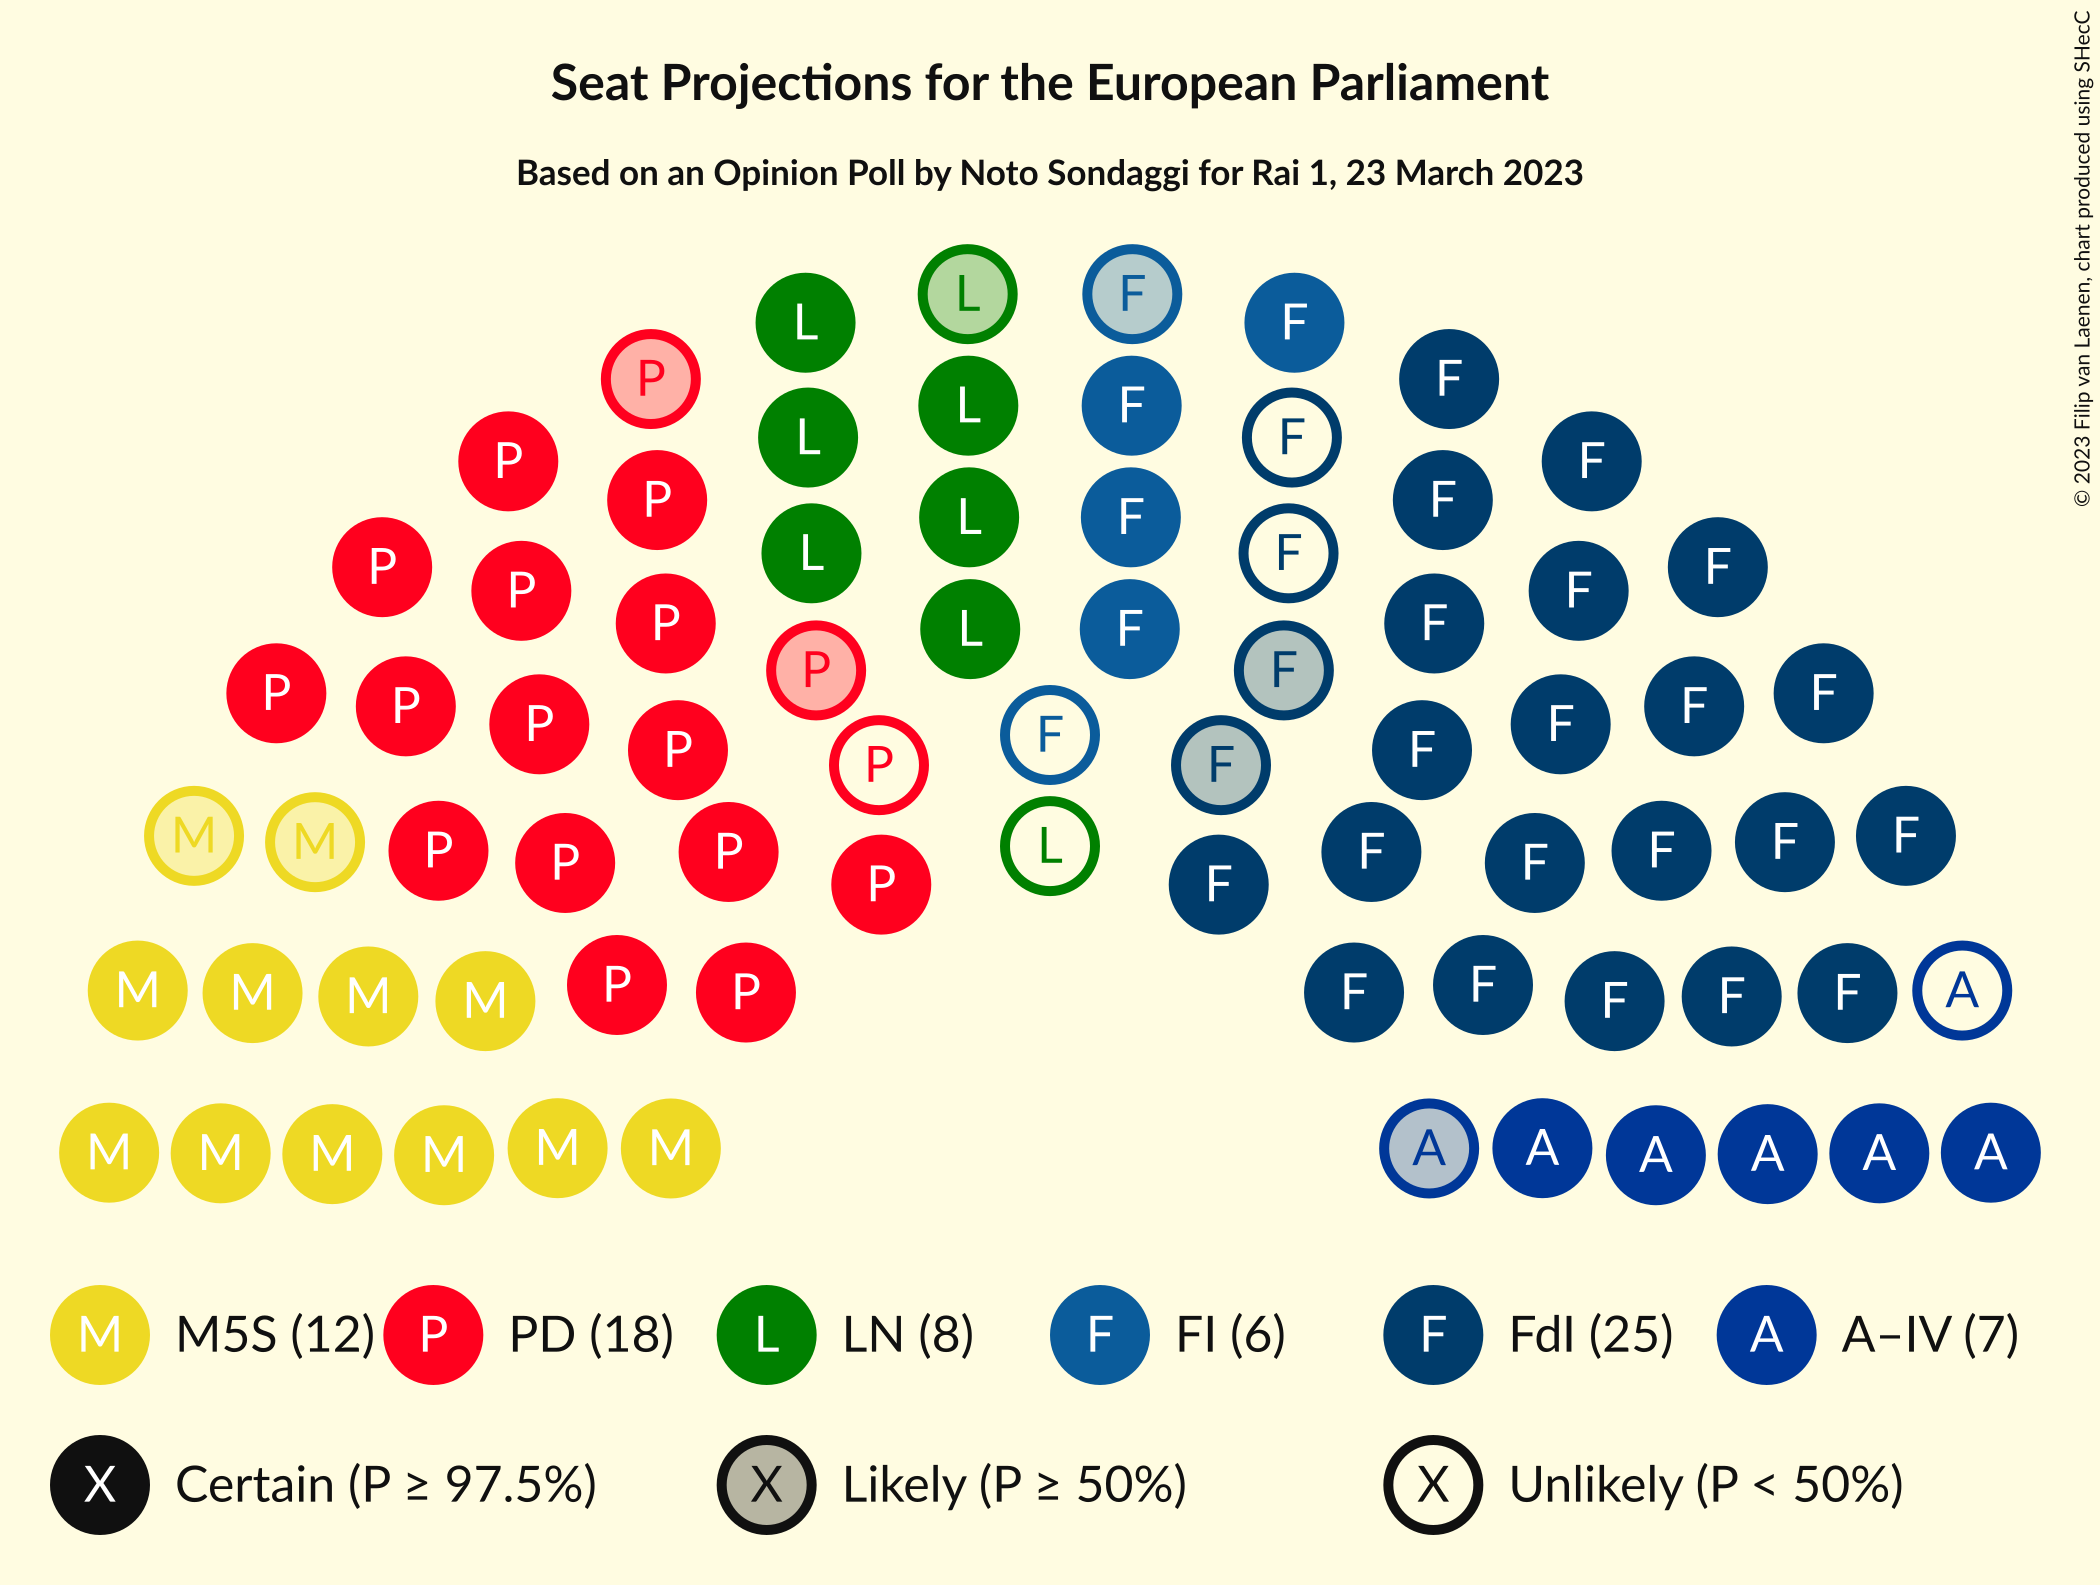 Seat Projections for the European Parliament
Based on an Opinion Poll by Noto Sondaggi for Rai 1, 23 March 2023
© 2023 Filip van Laenen, chart produced using SHecC
L F
L F
P F
L F
L F
P F
P F
P F
L F
P F
L F
P F
P F
P F
L F
P F
P F
P F
P F
P F
P F
F
P F
M F
M F
L
P F
P F
P F
P F
P F
M A
M F
M F
M F
P F
P F
M M M M M M A A A A A A
M M5S (12) P PD (18) L LN (8) F FI (6) F FdI (25) A A–IV (7)
X Certain (P ≥ 97.5%) X Likely (P ≥ 50%) X Unlikely (P < 50%)